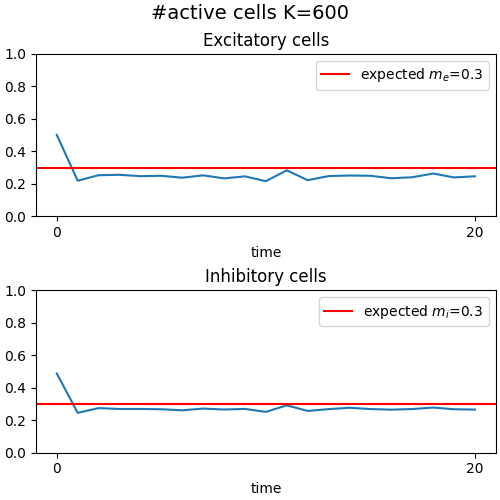 #active cells K=600
Excitatory cells
1.0
0.8
0.6
0.4
0.2
0.0
expected mₑ=0.3
0
20
time
Inhibitory cells
1.0
0.8
0.6
0.4
0.2
0.0
expected mᵢ=0.3
0
20
time